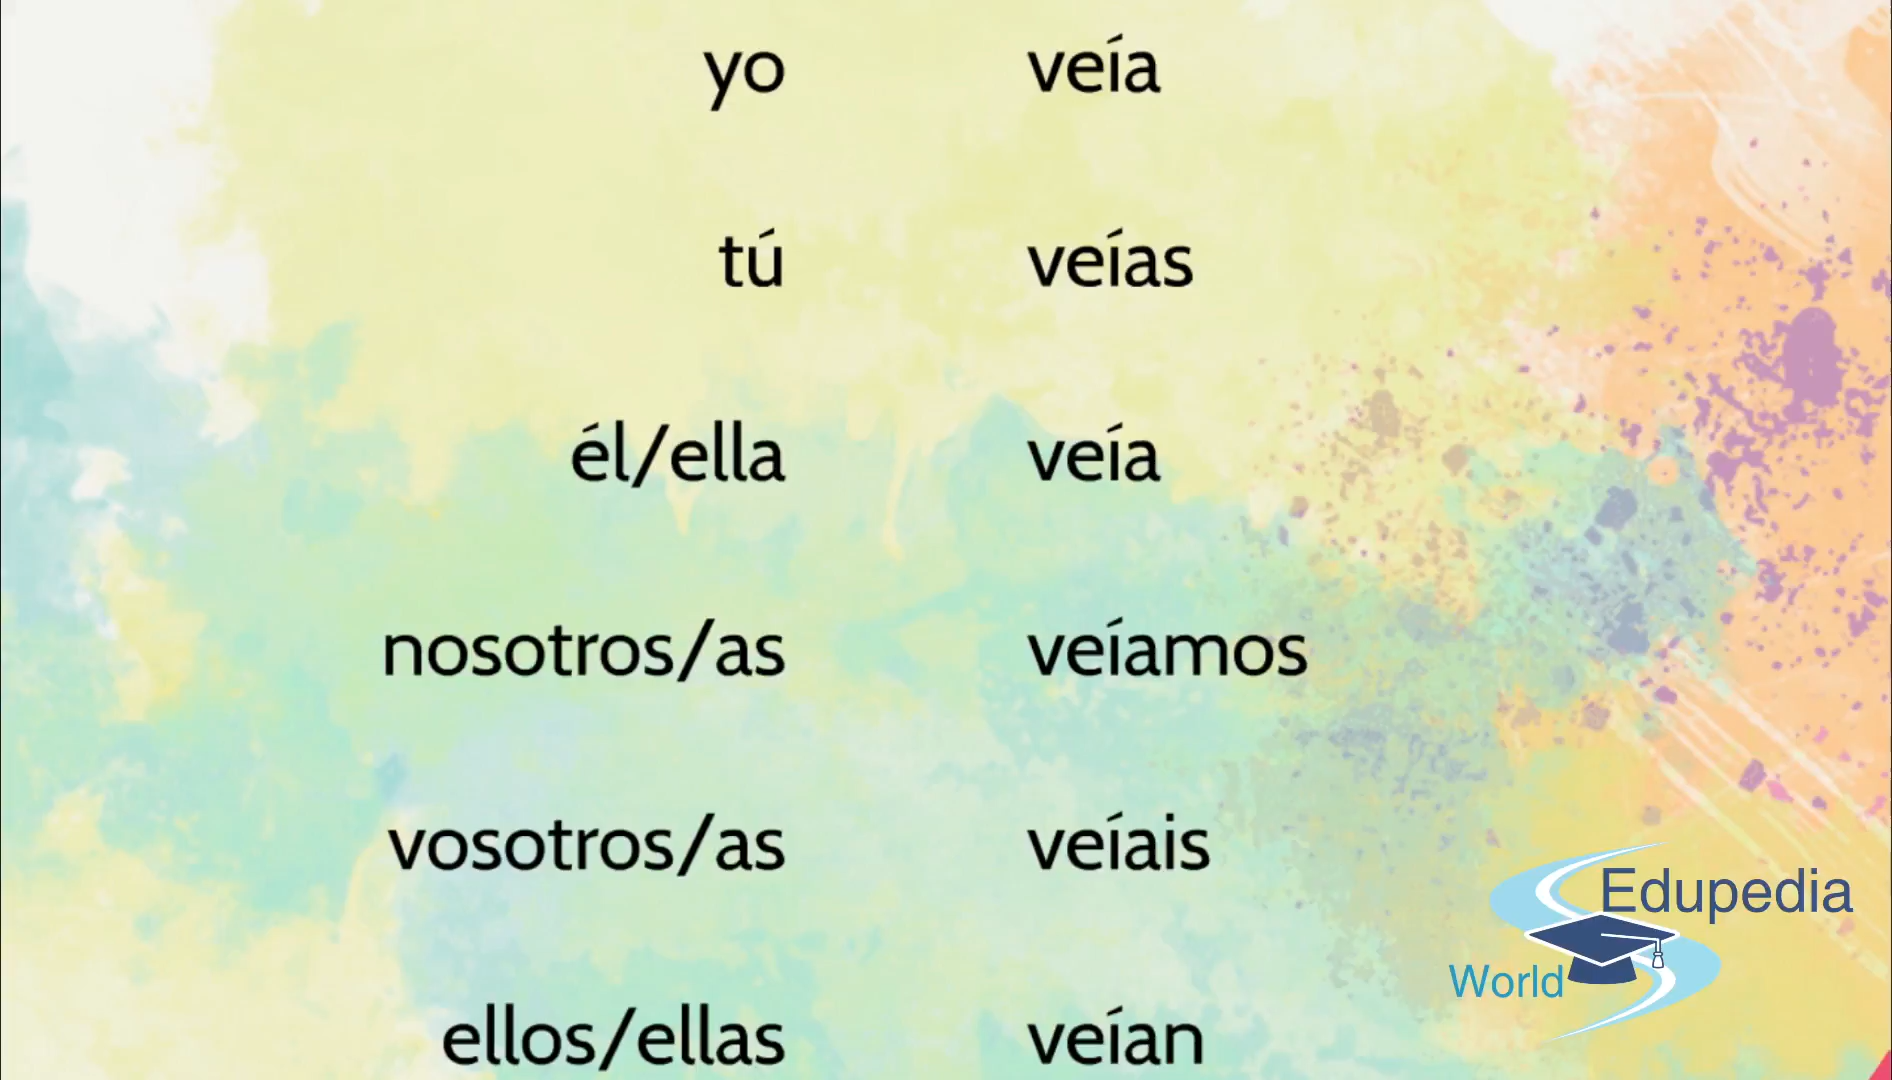 yo veía
tú veías
él/ella veía
nosotros/as veíamos
vosotros/as veíais
ellos/ellas veían
Edupedia
World